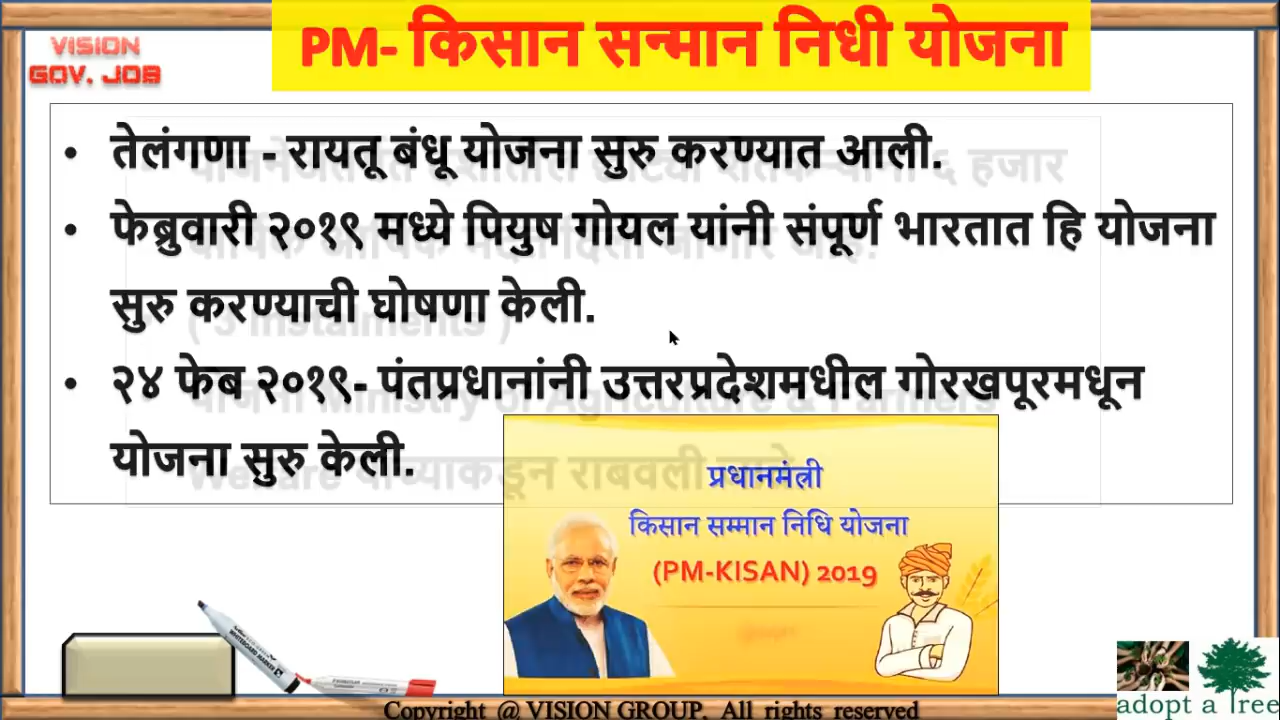 PM- किसान सन्मान निधी योजना
VISION
GOV. JOB
• तेलंगणा - रायतू बंधू योजना सुरु करण्यात आली.
• फेब्रुवारी २०१९ मध्ये पियुष गोयल यांनी संपूर्ण भारतात हि योजना
सुरु करण्याची घोषणा केली.
• २४ फेब २०१९- पंतप्रधानांनी उत्तरप्रदेशमधील गोरखपूरमधून
योजना सुरु केली.
प्रधानमंत्री
किसान सम्मान निधि योजना
(PM-KISAN) 2019
adopt a Tree
Copyright @ VISION GROUP. All rights reserved